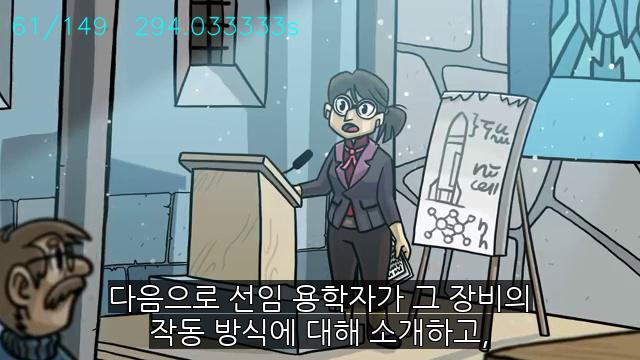 61/149 294.033333s
다음으로 선임 용학자가 그 장비의
작동 방식에 대해 소개하고,